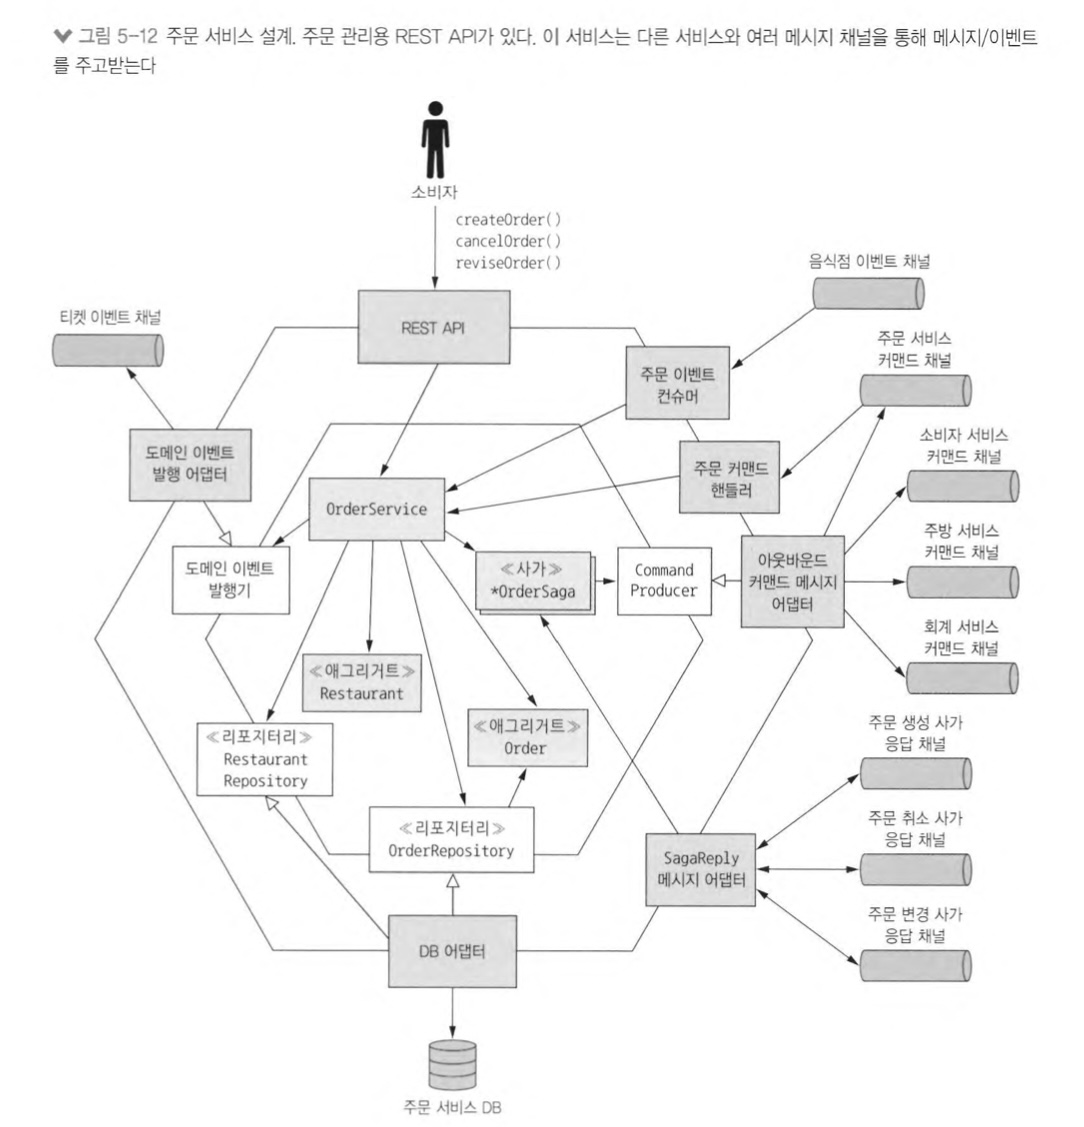 그림 5-12 주문 서비스 설계. 주문 관리용 REST API가 있다. 이 서비스는 다른 서비스와 여러 메시지 채널을 통해 메시지/이벤트
를 주고받는다
소비자
createOrder()
cancelOrder()
reviseOrder()
음식점 이벤트 채널
티켓 이벤트 채널
REST API
주문 서비스
커맨드 채널
주문 이벤트
컨슈머
소비자 서비스
커맨드 채널
도메인 이벤트
발행 어댑터
주문 커맨드
핸들러
OrderService
주방 서비스
커맨드 채널
도메인 이벤트
발행기
≪사가≫
*OrderSaga
Command
Producer
아웃바운드
커맨드 메시지
어댑터
회계 서비스
커맨드 채널
≪애그리거트≫
Restaurant
≪애그리거트≫
Order
주문 생성 사가
응답 채널
≪리포지터리≫
Restaurant
Repository
≪리포지터리≫
OrderRepository
주문 취소 사가
응답 채널
SagaReply
메시지 어댑터
주문 변경 사가
응답 채널
DB 어댑터
주문 서비스 DB